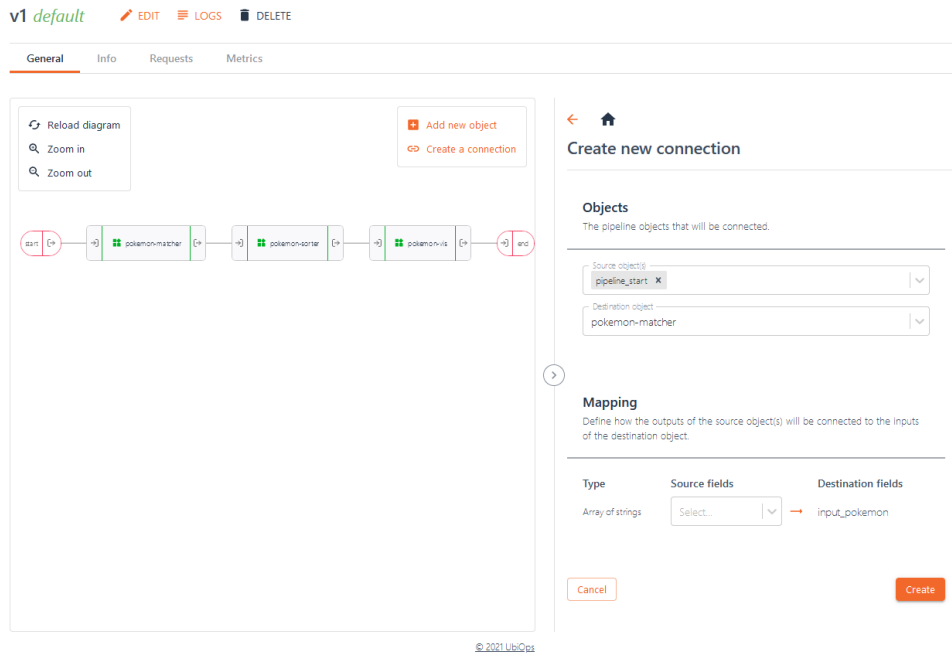 v1 default EDIT LOGS DELETE
General Info Requests Metrics
Reload diagram
Zoom in
Zoom out
Add new object
Create a connection
start pokemon-matcher pokemon-sorter pokemon-vis end
Create new connection
Objects
The pipeline objects that will be connected.
Source object(s)
pipeline_start x
Destination object
pokemon-matcher
Mapping
Define how the outputs of the source object(s) will be connected to the inputs
of the destination object.
Type Source fields Destination fields
Array of strings Select... input_pokemon
Cancel Create
© 2021 UbiOps